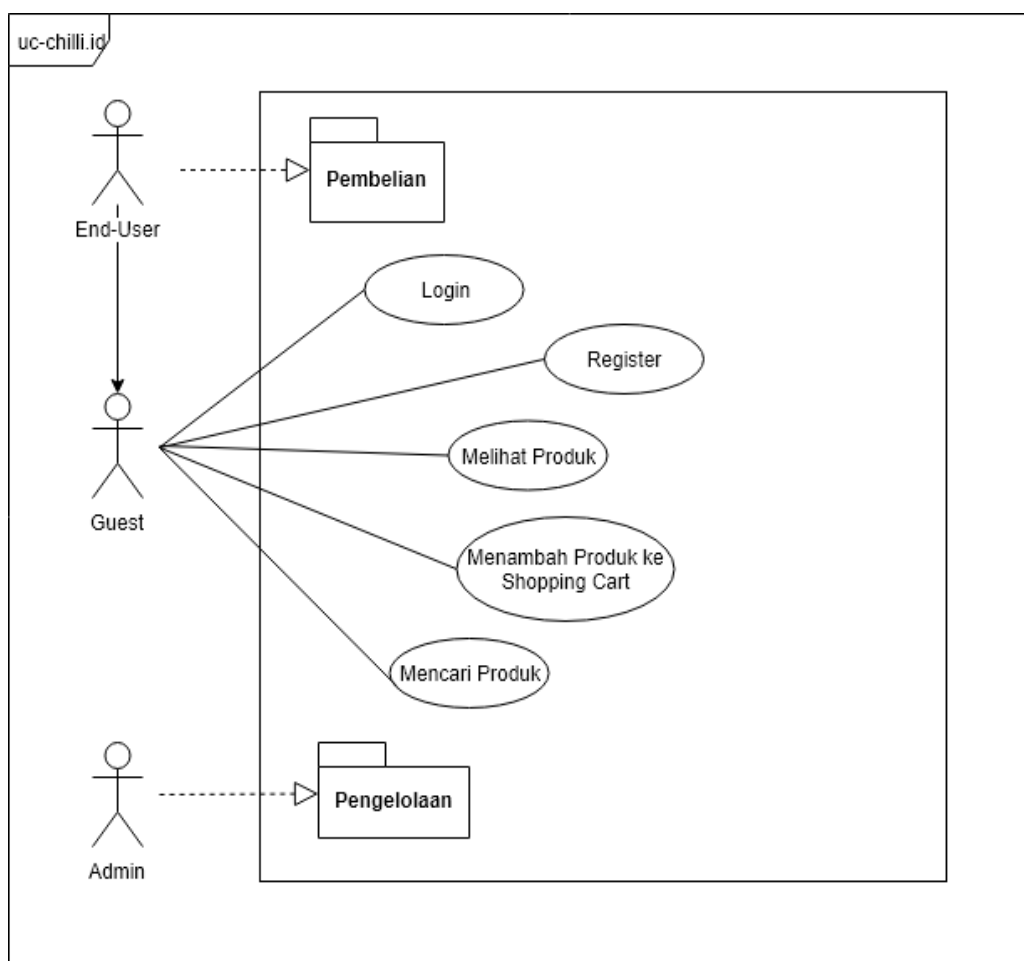 uc-chilli.id
Pembelian
End-User
Login
Register
Melihat Produk
Guest
Menambah Produk ke
Shopping Cart
Mencari Produk
Pengelolaan
Admin